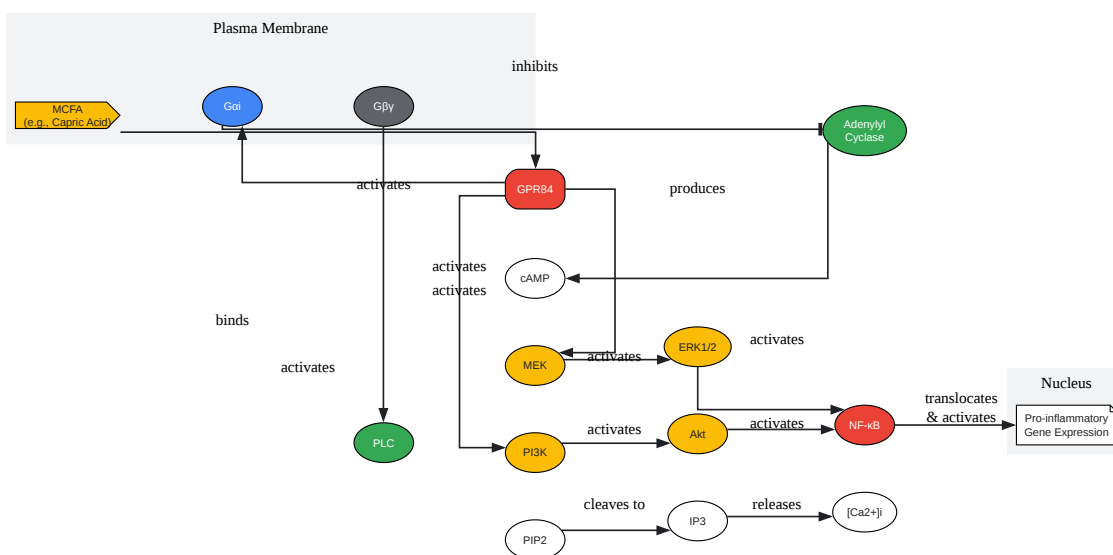 Plasma Membrane
inhibits
MCFA
(e.g., Capric Acid)
Gαi
Gβγ
Adenylyl
Cyclase
activates
GPR84
produces
activates
cAMP
activates
binds
activates
ERK1/2
activates
MEK
activates
Nucleus
translocates
& activates
Pro-inflammatory
Gene Expression
PLC
PI3K
activates
Akt
activates
NF-κB
cleaves to
releases
PIP2
IP3
[Ca2+]i